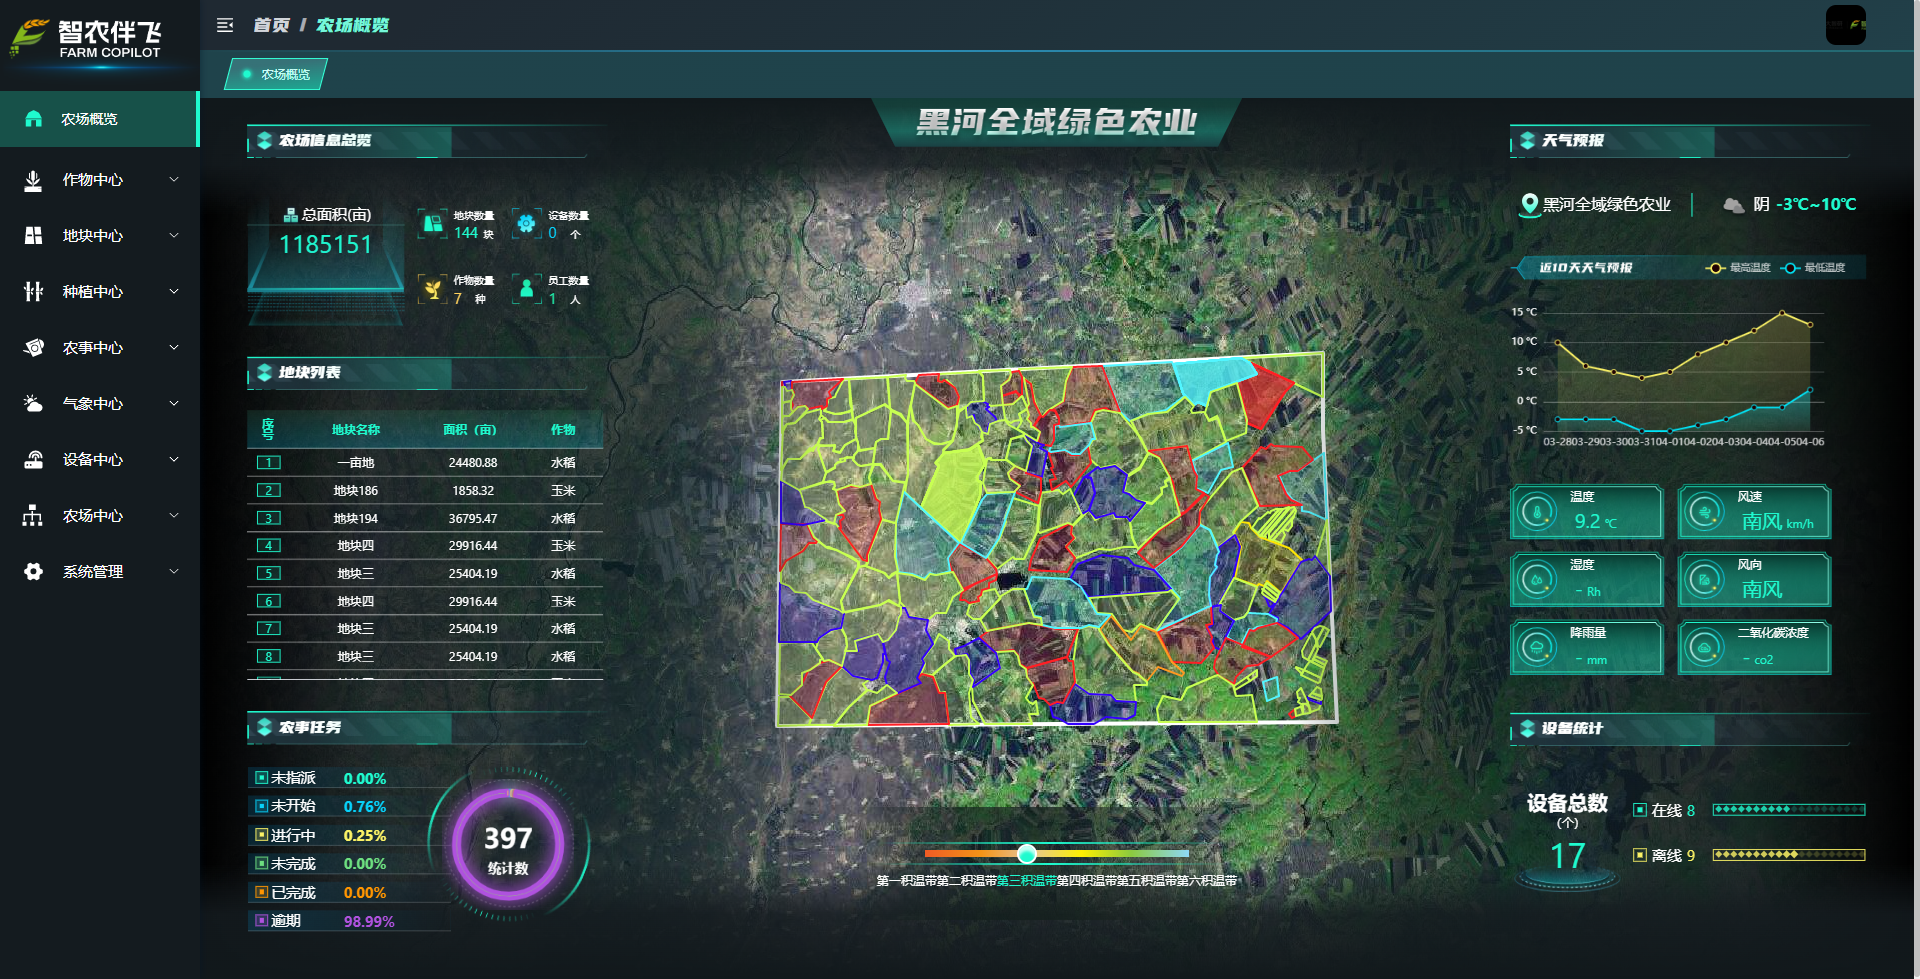 智农伴飞
FARM COPILOT
首页 / 农场概览
农场概览
农场概览
作物中心
地块中心
种植中心
农事中心
气象中心
设备中心
农场中心
系统管理
黑河全域绿色农业
农场信息总览
总面积(亩)
1185151
地块数量
144 块
设备数量
0 个
作物数量
7 种
员工数量
1 人
地块列表
序号 地块名称 面积（亩） 作物
1 一亩地 24480.88 水稻
2 地块186 1858.32 玉米
3 地块194 36795.47 水稻
4 地块四 29916.44 玉米
5 地块三 25404.19 水稻
6 地块四 29916.44 玉米
7 地块三 25404.19 水稻
8 地块三 25404.19 水稻
农事任务
未指派 0.00%
未开始 0.76%
进行中 0.25%
未完成 0.00%
已完成 0.00%
逾期 98.99%
397
统计数
第一积温带第二积温带第三积温带第四积温带第五积温带第六积温带
天气预报
黑河全域绿色农业 阴 -3℃~10℃
近10天天气预报 最高温度 最低温度
15 ℃
10 ℃
5 ℃
0 ℃
-5 ℃
03-2803-2903-3003-3104-0104-0204-0304-0404-0504-06
温度
9.2 ℃
风速
南风 km/h
湿度
- Rh
风向
南风
降雨量
- mm
二氧化碳浓度
- co2
设备统计
设备总数
(个)
17
在线 8
离线 9